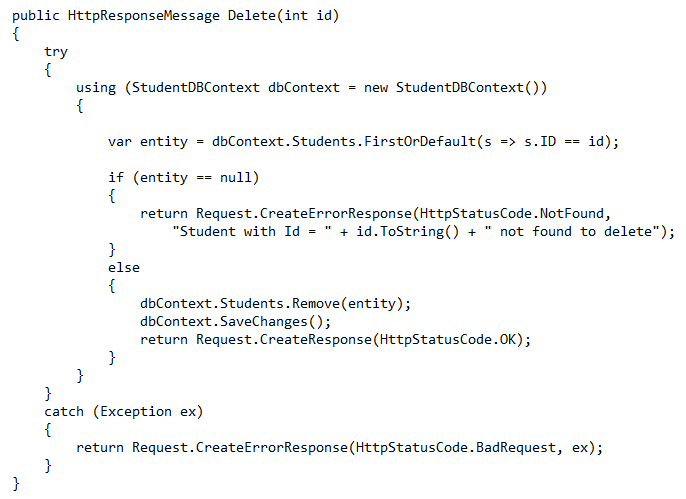 public HttpResponseMessage Delete(int id)
{
    try
    {
        using (StudentDBContext dbContext = new StudentDBContext())
        {

            var entity = dbContext.Students.FirstOrDefault(s => s.ID == id);

            if (entity == null)
            {
                return Request.CreateErrorResponse(HttpStatusCode.NotFound,
                    "Student with Id = " + id.ToString() + " not found to delete");
            }
            else
            {
                dbContext.Students.Remove(entity);
                dbContext.SaveChanges();
                return Request.CreateResponse(HttpStatusCode.OK);
            }
        }
    }
    catch (Exception ex)
    {
        return Request.CreateErrorResponse(HttpStatusCode.BadRequest, ex);
    }
}